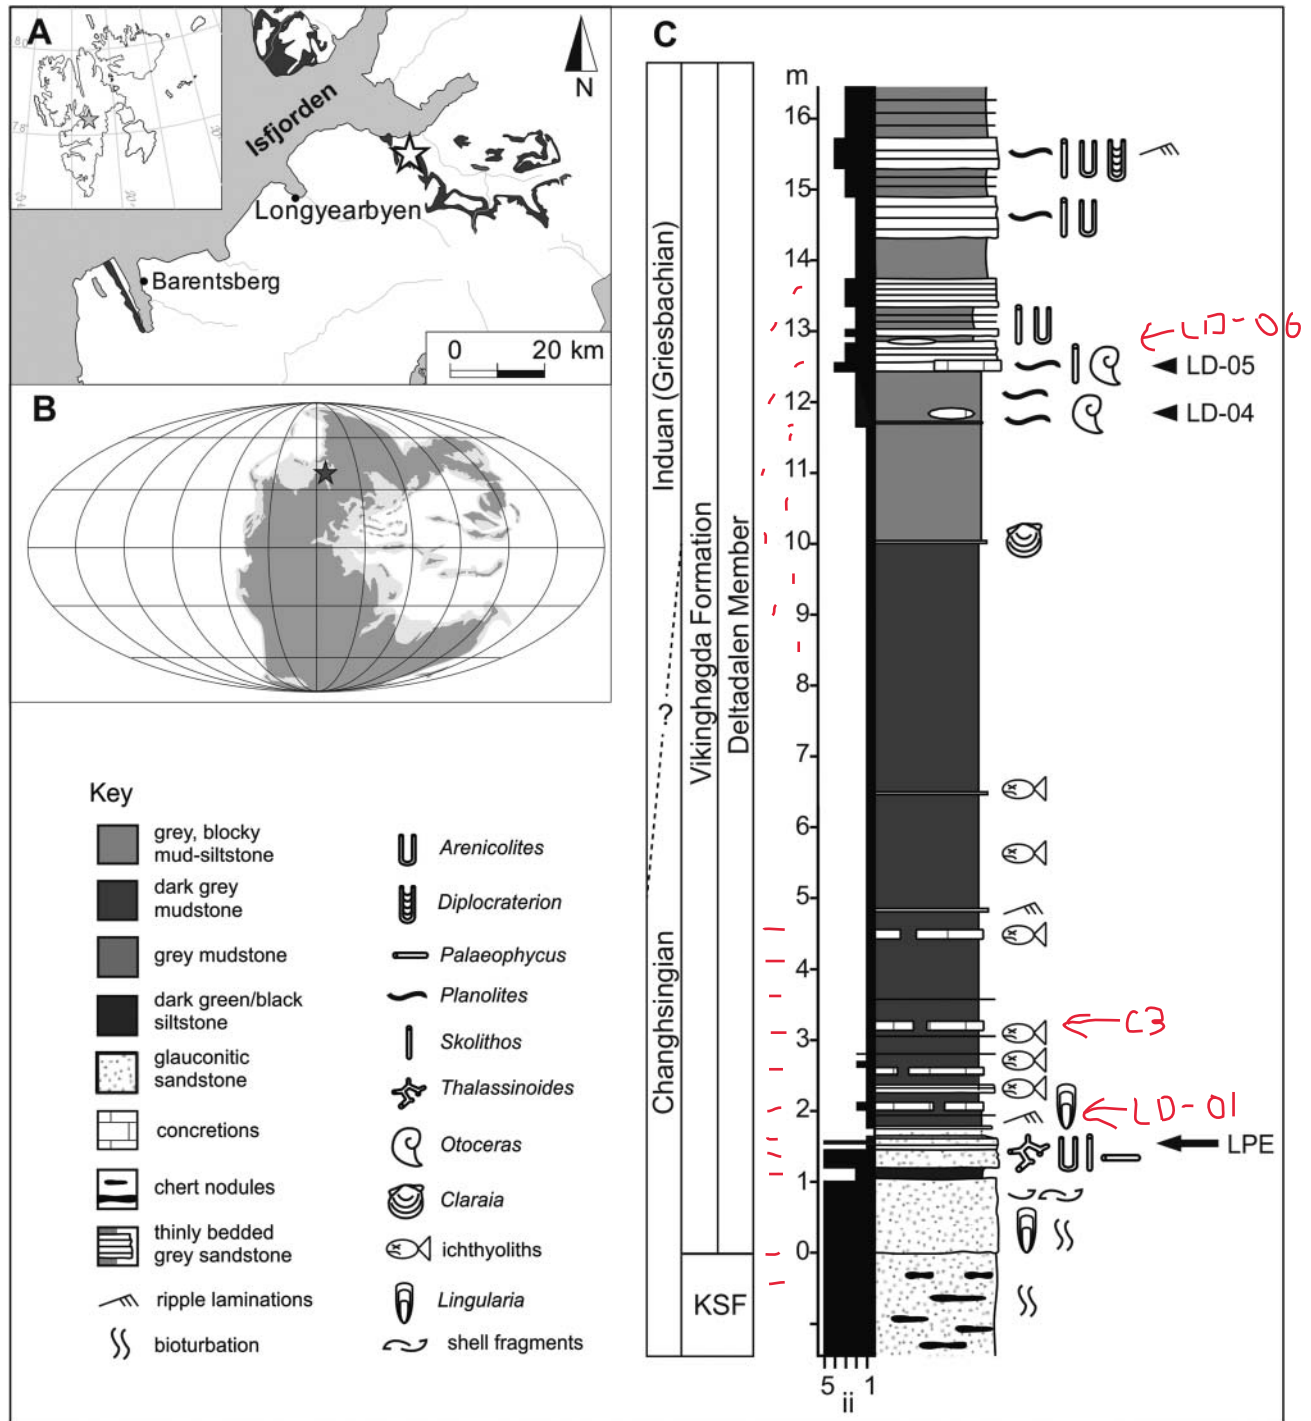 A
80
78
20
20
Isfjorden
N
Longyearbyen
Barentsberg
0 20 km
B
C
m
16
15
14
13
12
11
10
9
8
7
6
5
4
3
2
1
0
5 1
ii
Induan (Griesbachian)
?
Changhsingian
Vikinghøgda Formation
Deltadalen Member
KSF
LD-06
LD-05
LD-04
C3
LD-01
LPE
Key
grey, blocky
mud-siltstone
dark grey
mudstone
grey mudstone
dark green/black
siltstone
glauconitic
sandstone
concretions
chert nodules
thinly bedded
grey sandstone
ripple laminations
bioturbation
Arenicolites
Diplocraterion
Palaeophycus
Planolites
Skolithos
Thalassinoides
Otoceras
Claraia
ichthyoliths
Lingularia
shell fragments